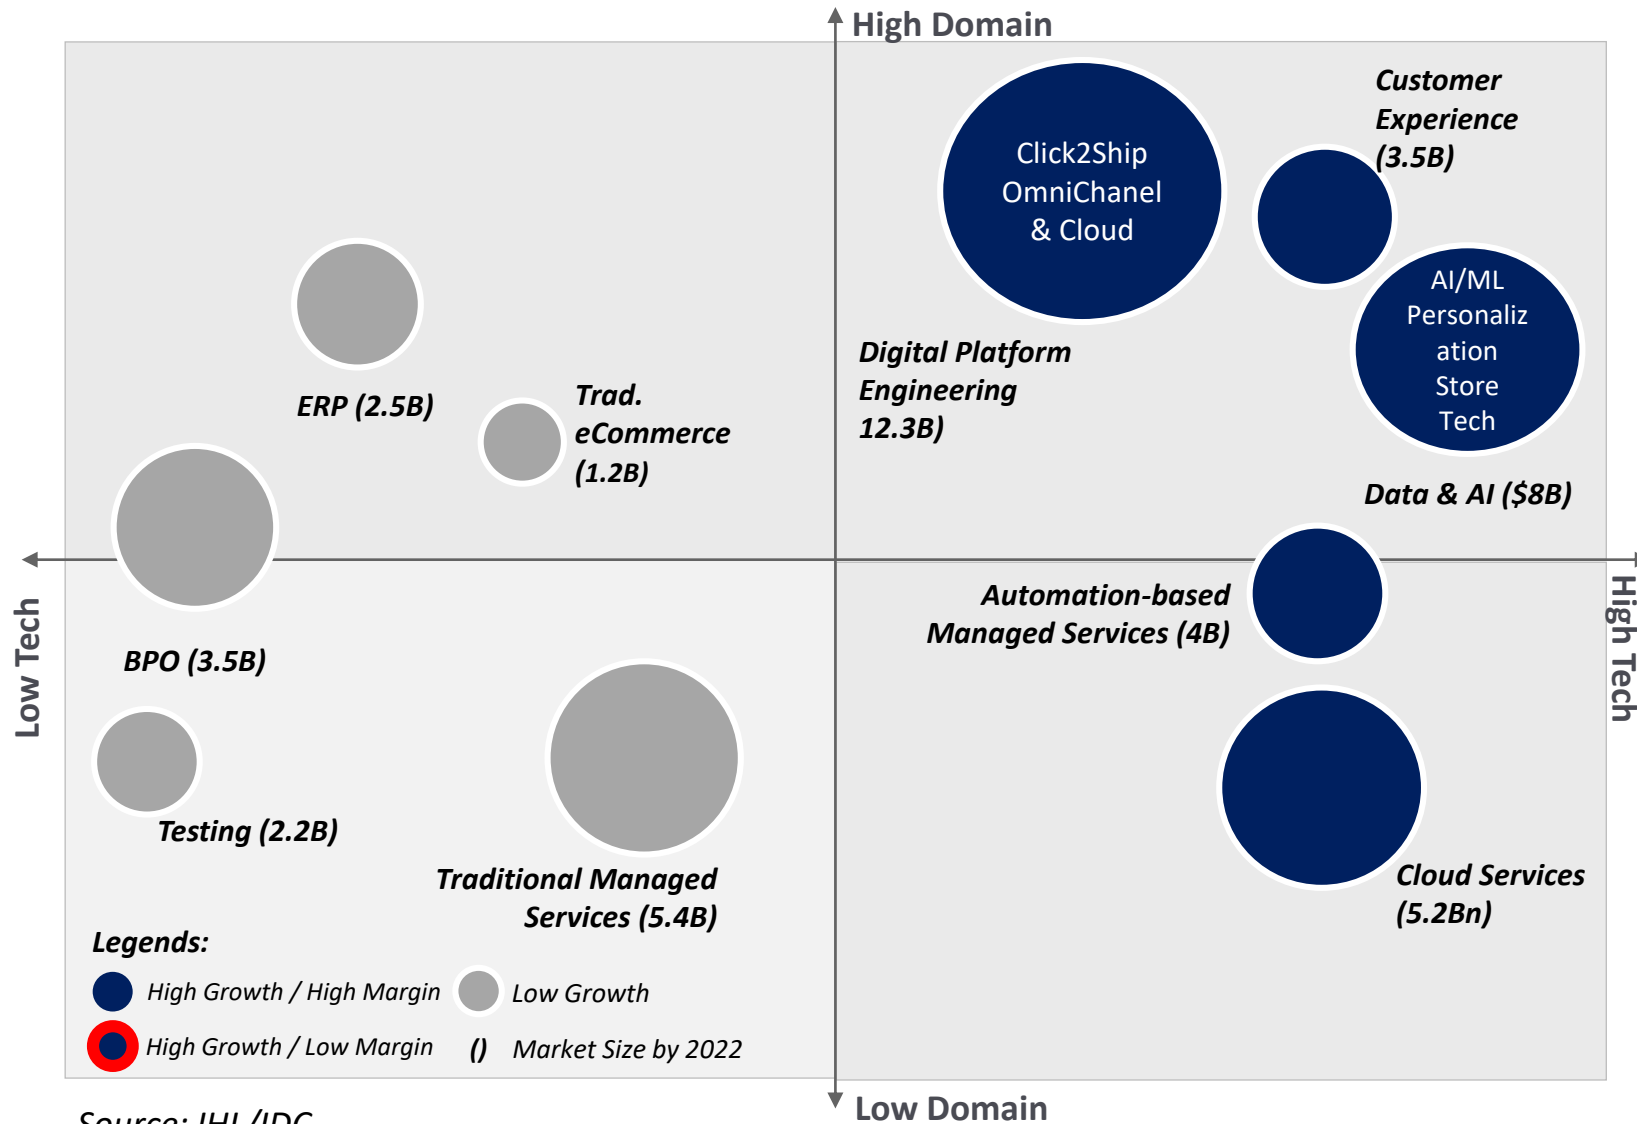 High Domain
Customer
Experience
(3.5B)
Click2Ship
OmniChanel
& Cloud
AI/ML
Personaliz
ation
Store
Tech
Digital Platform
Engineering
12.3B)
ERP (2.5B)
Trad.
eCommerce
(1.2B)
Data & AI ($8B)
Low Tech
High Tech
Automation-based
Managed Services (4B)
BPO (3.5B)
Testing (2.2B)
Traditional Managed
Services (5.4B)
Cloud Services
(5.2Bn)
Legends:
High Growth / High Margin
Low Growth
High Growth / Low Margin
() Market Size by 2022
Low Domain
Source: IHL/IDC